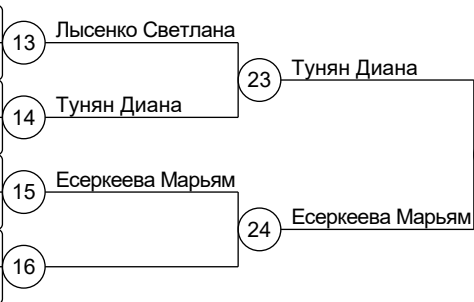 13 Лысенко Светлана
23 Тунян Диана
14 Тунян Диана
15 Есеркеева Марьям
24 Есеркеева Марьям
16